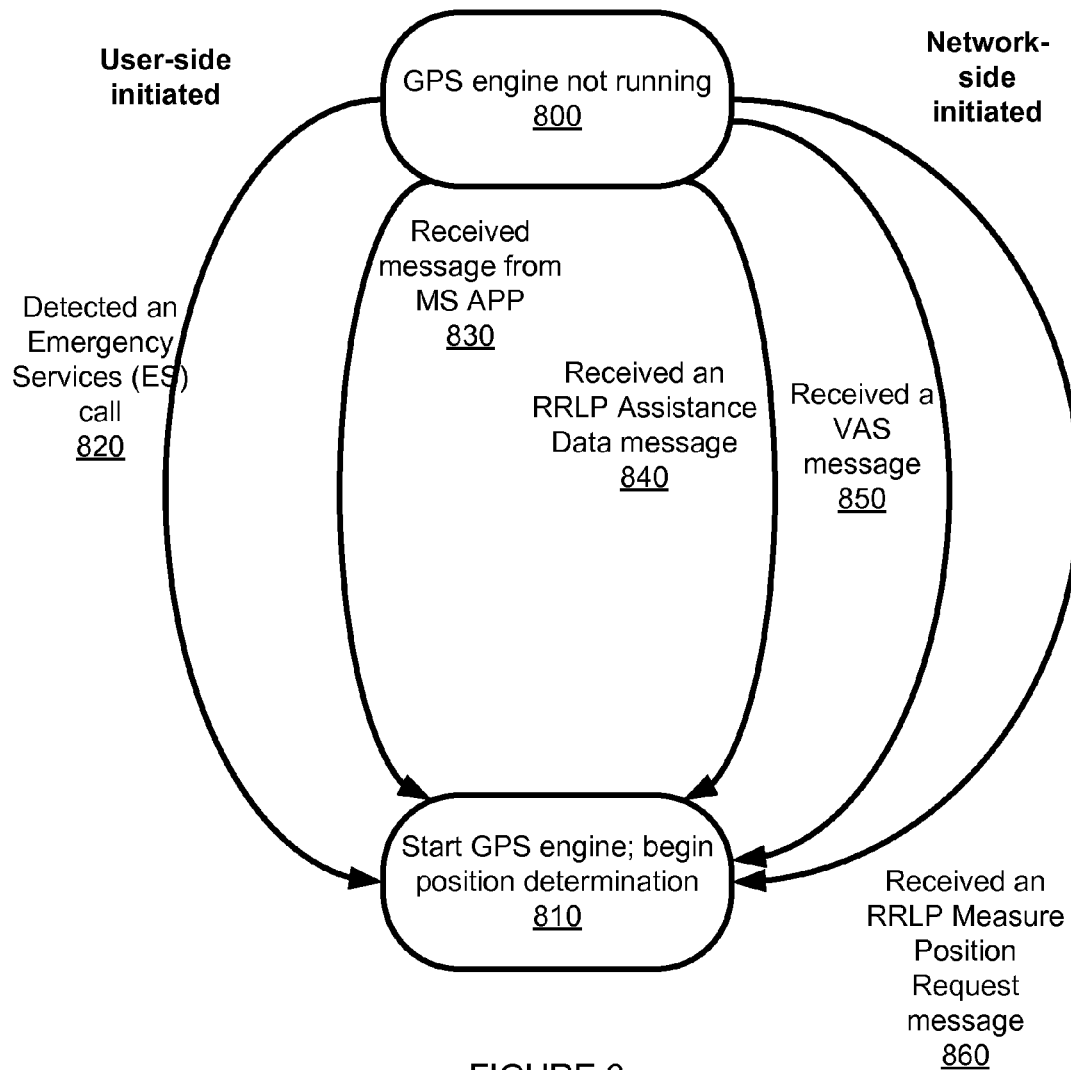 User-side
initiated
Network-
side
initiated
GPS engine not running
800
Received
message from
MS APP
830
Detected an
Emergency
Services (ES)
call
820
Received an
RRLP Assistance
Data message
840
Received a
VAS
message
850
Start GPS engine; begin
position determination
810
Received an
RRLP Measure
Position
Request
message
860
FIGURE